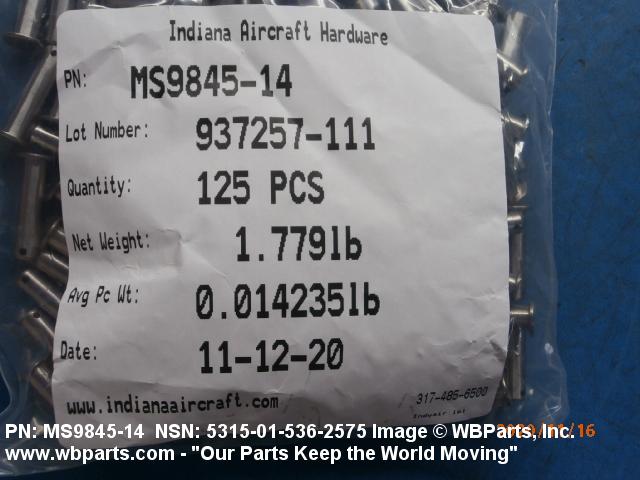 Indiana Aircraft Hardware
PN: MS9845-14
Lot Number: 937257-111
Quantity: 125 PCS
Net Weight: 1.779lb
Avg Pc Wt: 0.014235lb
Date: 11-12-20
www.indianaaircraft.com 317-485-6500
PN: MS9845-14 NSN: 5315-01-536-2575 Image © WBParts, Inc.
www.wbparts.com - "Our Parts Keep the World Moving"